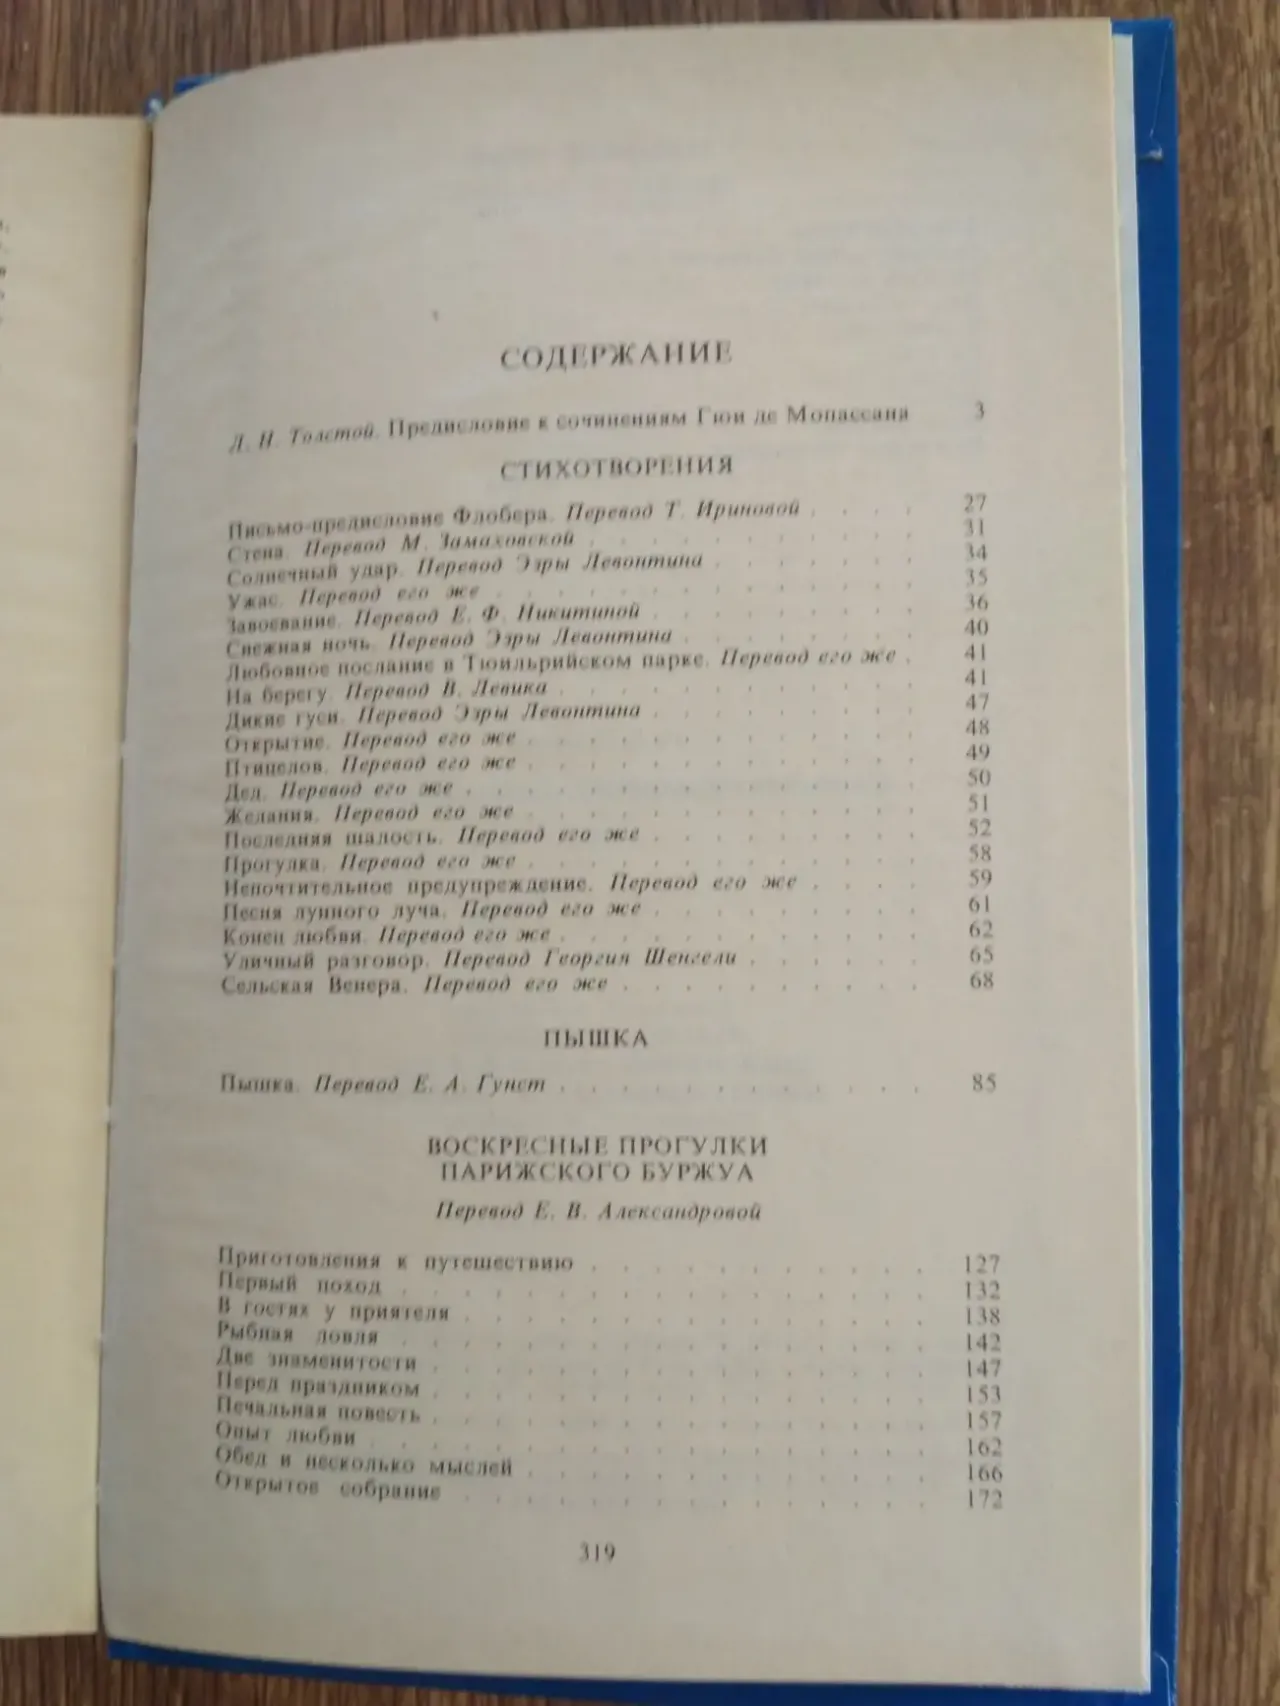 СОДЕРЖАНИЕ
Л. Н. Толстой. Предисловие к сочинениям Гюи де Мопассана 3
СТИХОТВОРЕНИЯ
Письмо-предисловие Флобера. Перевод Т. Ириновой . . . . 27
Стена. Перевод М. Замаховской . . . . . . . . . . . 31
Солнечный удар. Перевод Эзры Левонтина . . . . . . . 34
Ужас. Перевод его же . . . . . . . . . . . . . . 35
Завоевание. Перевод Е. Ф. Никитиной . . . . . . . . . 36
Снежная ночь. Перевод Эзры Левонтина . . . . . . . . 40
Любовное послание в Тюильрийском парке. Перевод его же . 41
На берегу. Перевод В. Левика . . . . . . . . . . . . 41
Дикие гуси. Перевод Эзры Левонтина . . . . . . . . . 47
Открытие. Перевод его же . . . . . . . . . . . . . 48
Птицелов. Перевод его же . . . . . . . . . . . . . 49
Дед. Перевод его же . . . . . . . . . . . . . . . 50
Желания. Перевод его же . . . . . . . . . . . . . 51
Последняя шалость. Перевод его же . . . . . . . . . 52
Прогулка. Перевод его же . . . . . . . . . . . . . 58
Непочтительное предупреждение. Перевод его же . . . . 59
Песня лунного луча. Перевод его же . . . . . . . . . 61
Конец любви. Перевод его же . . . . . . . . . . . . 62
Уличный разговор. Перевод Георгия Шенгели . . . . . . 65
Сельская Венера. Перевод его же . . . . . . . . . . 68
ПЫШКА
Пышка. Перевод Е. А. Гунст . . . . . . . . . . . . 85
ВОСКРЕСНЫЕ ПРОГУЛКИ
ПАРИЖСКОГО БУРЖУА
Перевод Е. В. Александровой
Приготовления к путешествию . . . . . . . . . . . 127
Первый поход . . . . . . . . . . . . . . . . . 132
В гостях у приятеля . . . . . . . . . . . . . . . 138
Рыбная ловля . . . . . . . . . . . . . . . . . 142
Две знаменитости . . . . . . . . . . . . . . . . 147
Перед праздником . . . . . . . . . . . . . . . . 153
Печальная повесть . . . . . . . . . . . . . . . . 157
Опыт любви . . . . . . . . . . . . . . . . . . 162
Обед и несколько мыслей . . . . . . . . . . . . . 166
Открытое собрание . . . . . . . . . . . . . . . 172
319